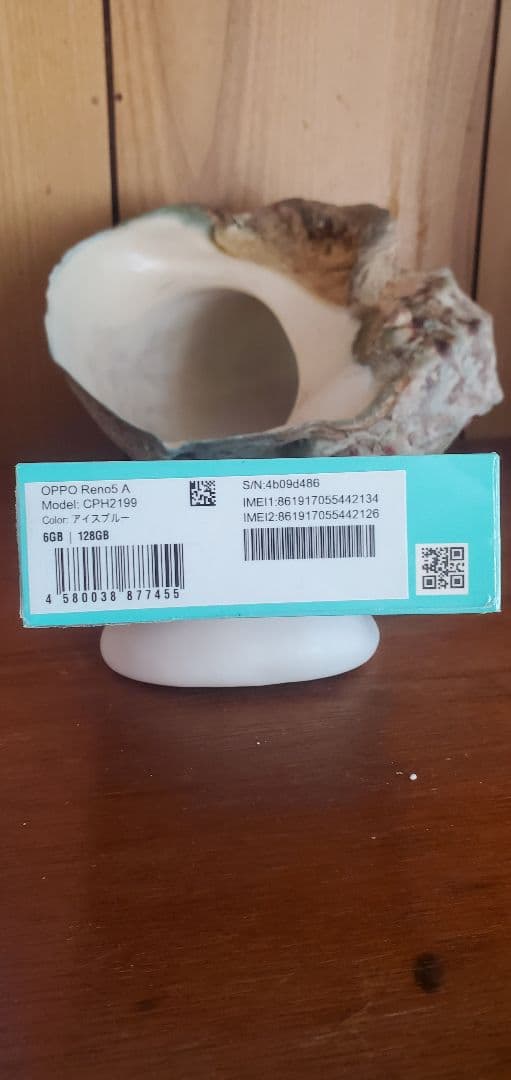 OPPO Reno5 A
Model: CPH2199
Color: アイスブルー
6GB | 128GB
4 580038 877455
S/N:4b09d486
IMEI1:861917055442134
IMEI2:861917055442126